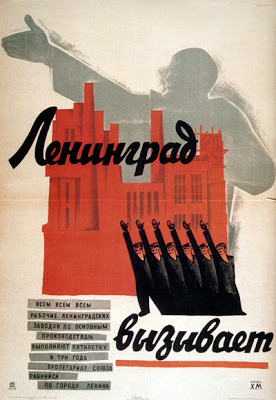 Ленинград
вызывает
ВСЕМ ВСЕМ ВСЕМ
РАБОЧИЕ ЛЕНИНГРАДСКИХ
ЗАВОДОВ ПО ОСНОВНЫМ
ПРОИЗВОДСТВАМ
ВЫПОЛНЯЮТ ПЯТИЛЕТКУ
В ТРИ ГОДА
ПРОЛЕТАРИАТ СОЮЗА
РАВНЯЙСЯ
ПО ГОРОДУ ЛЕНИНА
ХМ